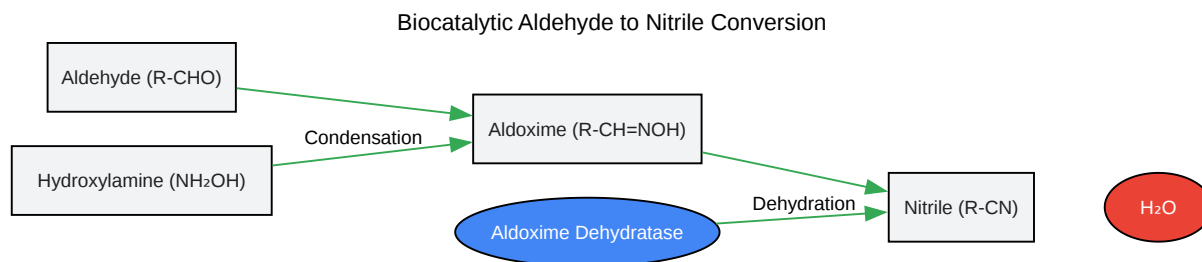 Biocatalytic Aldehyde to Nitrile Conversion
Aldehyde (R-CHO)
Hydroxylamine (NH₂OH)
Condensation
Aldoxime (R-CH=NOH)
Aldoxime Dehydratase
Dehydration
Nitrile (R-CN)
H₂O